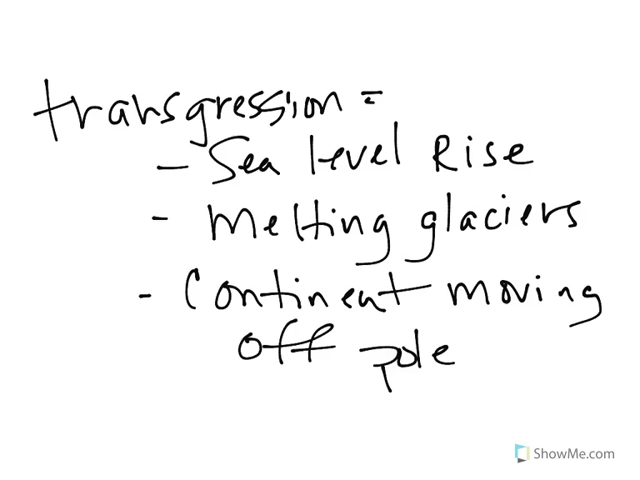 transgression =
- Sea level Rise
- Melting glaciers
- Continent moving
off pole
ShowMe.com